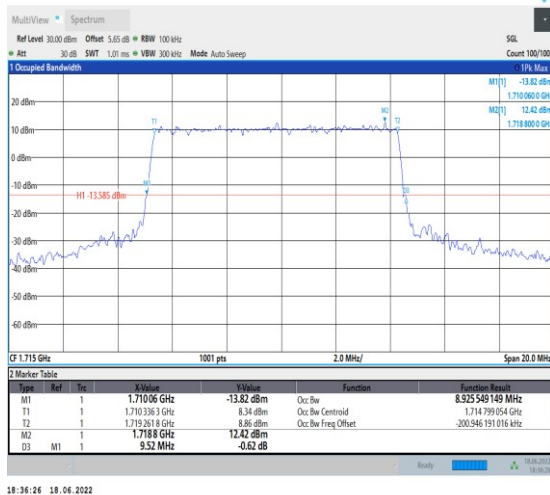 MultiView Spectrum
Ref Level 30.00 dBm Offset 5.65 dB RBW 100 kHz SGL
Att 30 dB SWT 1.01 ms VBW 300 kHz Mode Auto Sweep Count 100/100
1 Occupied Bandwidth 1Pk Max
M1[1] -13.82 dBm
1.710 060 0 GHz
M2[1] 12.42 dBm
1.718 800 0 GHz
20 dBm
M2
T1 T2
10 dBm
0 dBm
-10 dBm
M1
D3
H1 -13.585 dBm
-20 dBm
-30 dBm
-40 dBm
-50 dBm
-60 dBm
CF 1.715 GHz 1001 pts 2.0 MHz/ Span 20.0 MHz
2 Marker Table
Type Ref Trc X-Value Y-Value Function Function Result
M1 1 1.71006 GHz -13.82 dBm Occ Bw 8.925 549 149 MHz
T1 1 1.710 336 3 GHz 8.34 dBm Occ Bw Centroid 1.714 799 054 GHz
T2 1 1.719 261 8 GHz 8.86 dBm Occ Bw Freq Offset -200.946 191 016 kHz
M2 1 1.7188 GHz 12.42 dBm
D3 M1 1 9.52 MHz -0.62 dB
Ready 18.06.2022
18:36:26
18:36:26 18.06.2022